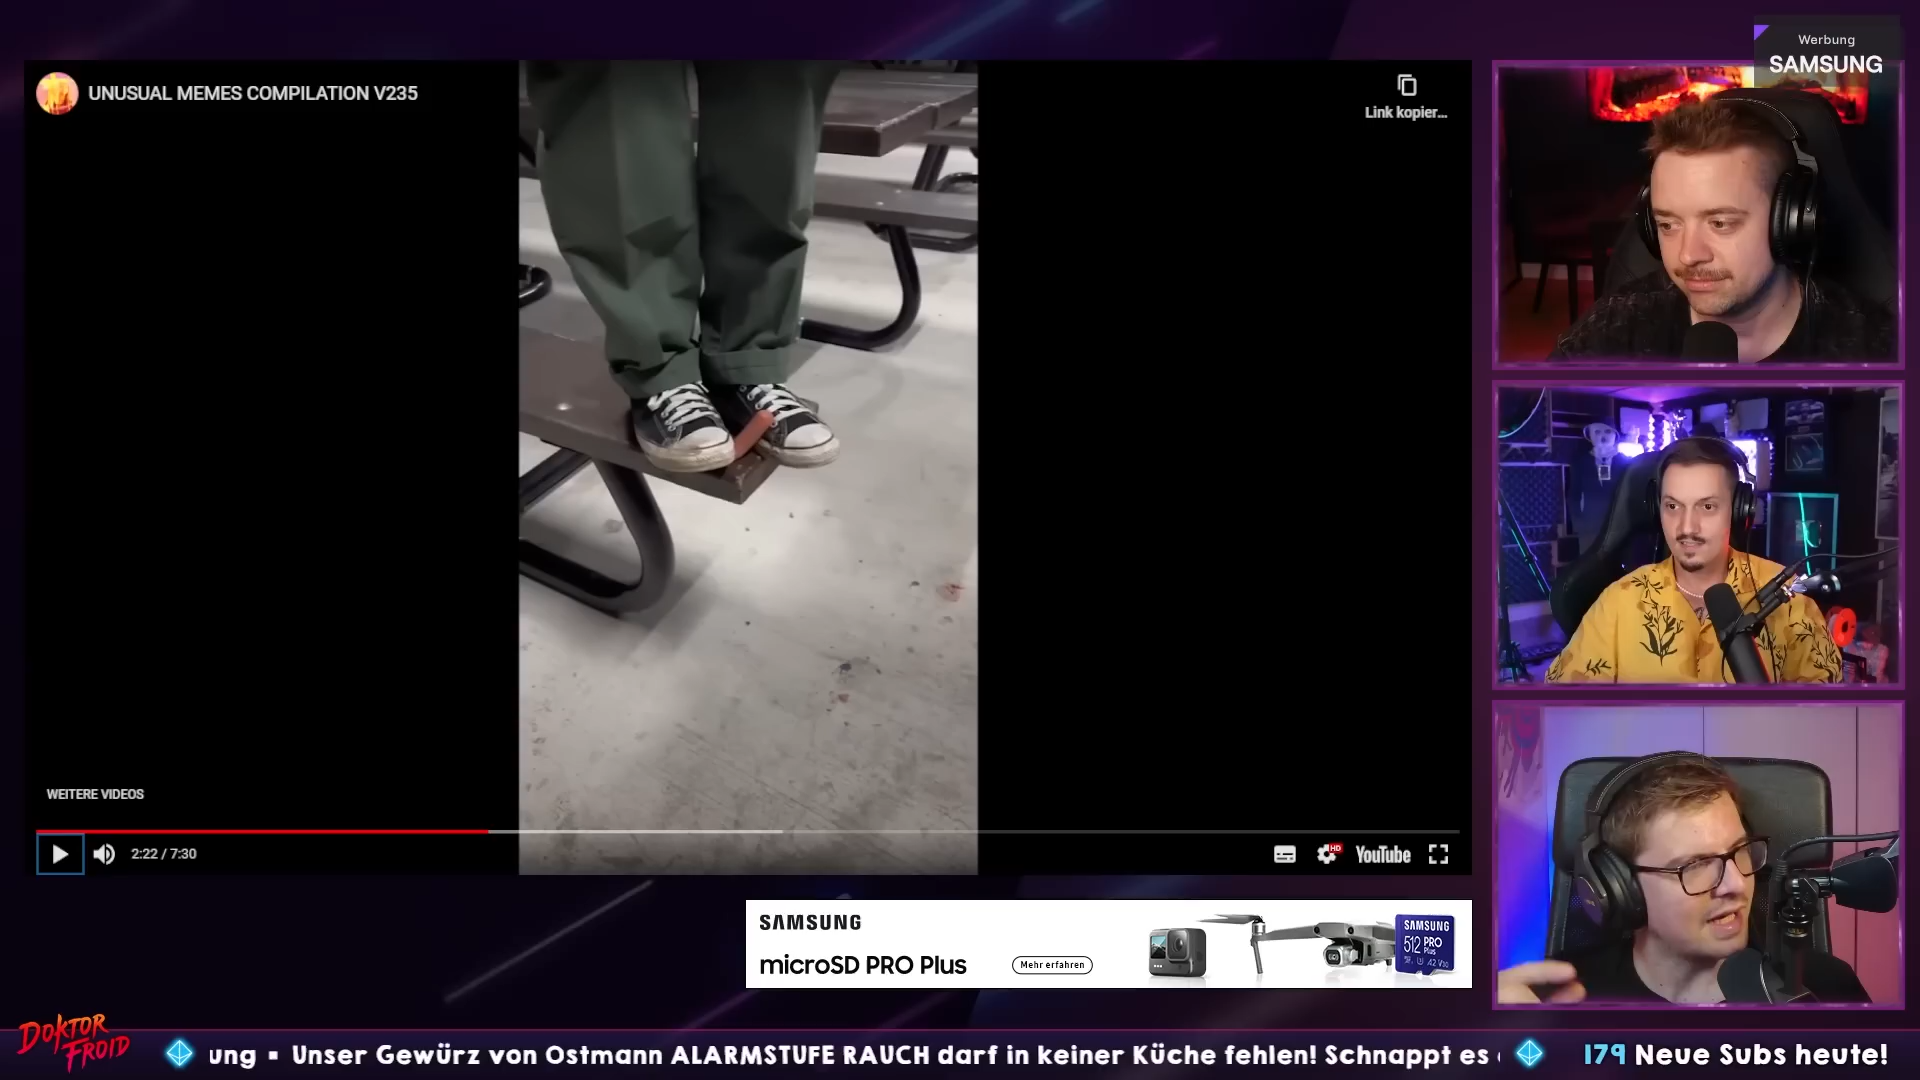 UNUSUAL MEMES COMPILATION V235
Link kopier...
Werbung
SAMSUNG
WEITERE VIDEOS
2:22 / 7:30
HD
YouTube
SAMSUNG
microSD PRO Plus
Mehr erfahren
SAMSUNG
512 PRO
Plus
DOKTOR
FROID
ung ▪ Unser Gewürz von Ostmann ALARMSTUFE RAUCH darf in keiner Küche fehlen! Schnappt es
179 Neue Subs heute!